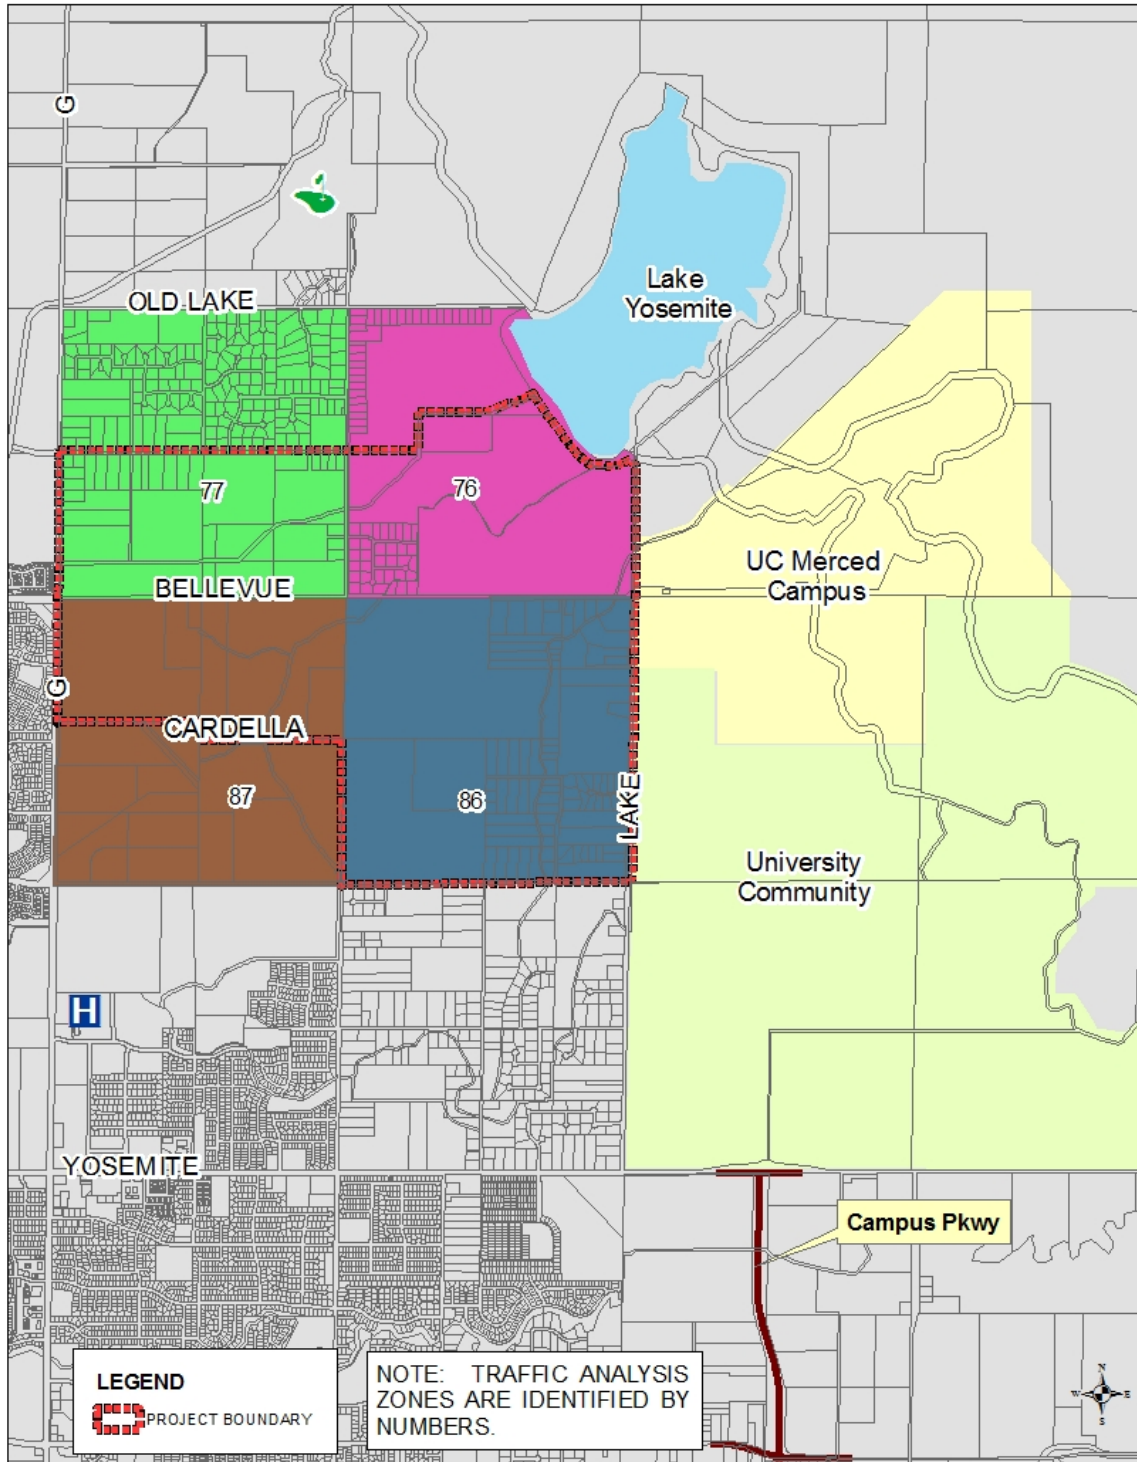 G
OLD LAKE
Lake
Yosemite
77
76
BELLEVUE
UC Merced
Campus
G
CARDELLA
87
86
LAKE
University
Community
H
YOSEMITE
Campus Pkwy
LEGEND
PROJECT BOUNDARY
NOTE: TRAFFIC ANALYSIS
ZONES ARE IDENTIFIED BY
NUMBERS.
N
W E
S